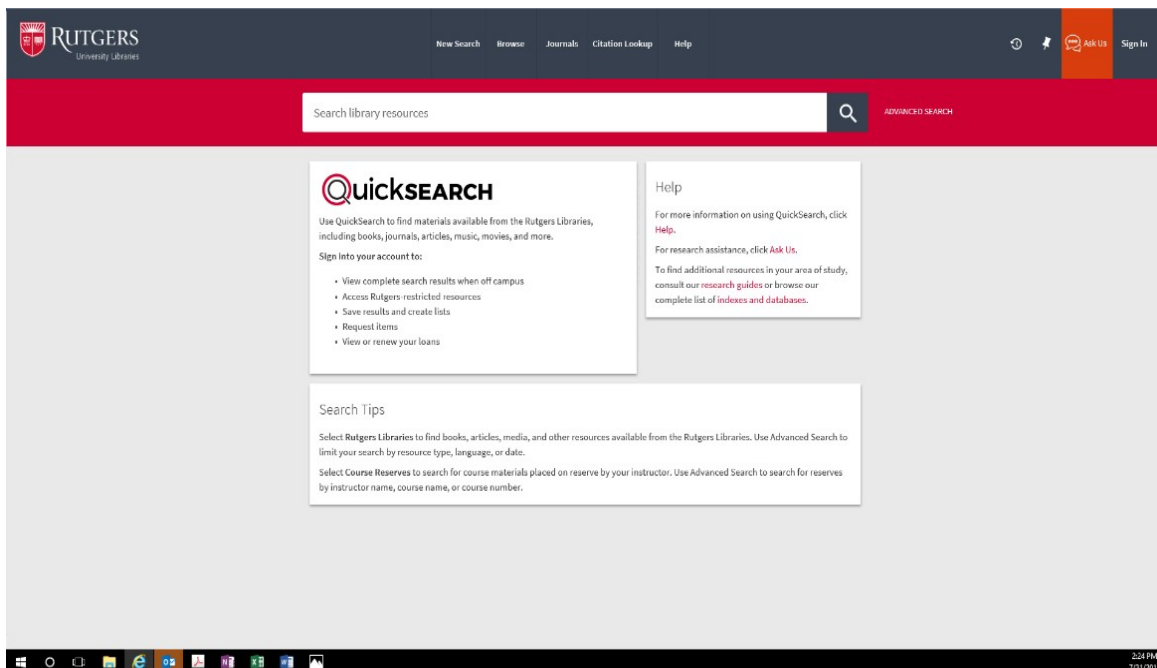 RUTGERS
University Libraries
New Search Browse Journals Citation Lookup Help
Ask Us Sign In
Search library resources
ADVANCED SEARCH
QuickSEARCH
Use QuickSearch to find materials available from the Rutgers Libraries,
including books, journals, articles, music, movies, and more.
Sign into your account to:
• View complete search results when off campus
• Access Rutgers-restricted resources
• Save results and create lists
• Request items
• View or renew your loans
Help
For more information on using QuickSearch, click
Help.
For research assistance, click Ask Us.
To find additional resources in your area of study,
consult our research guides or browse our
complete list of indexes and databases.
Search Tips
Select Rutgers Libraries to find books, articles, media, and other resources available from the Rutgers Libraries. Use Advanced Search to
limit your search by resource type, language, or date.
Select Course Reserves to search for course materials placed on reserve by your instructor. Use Advanced Search to search for reserves
by instructor name, course name, or course number.
2:24 PM